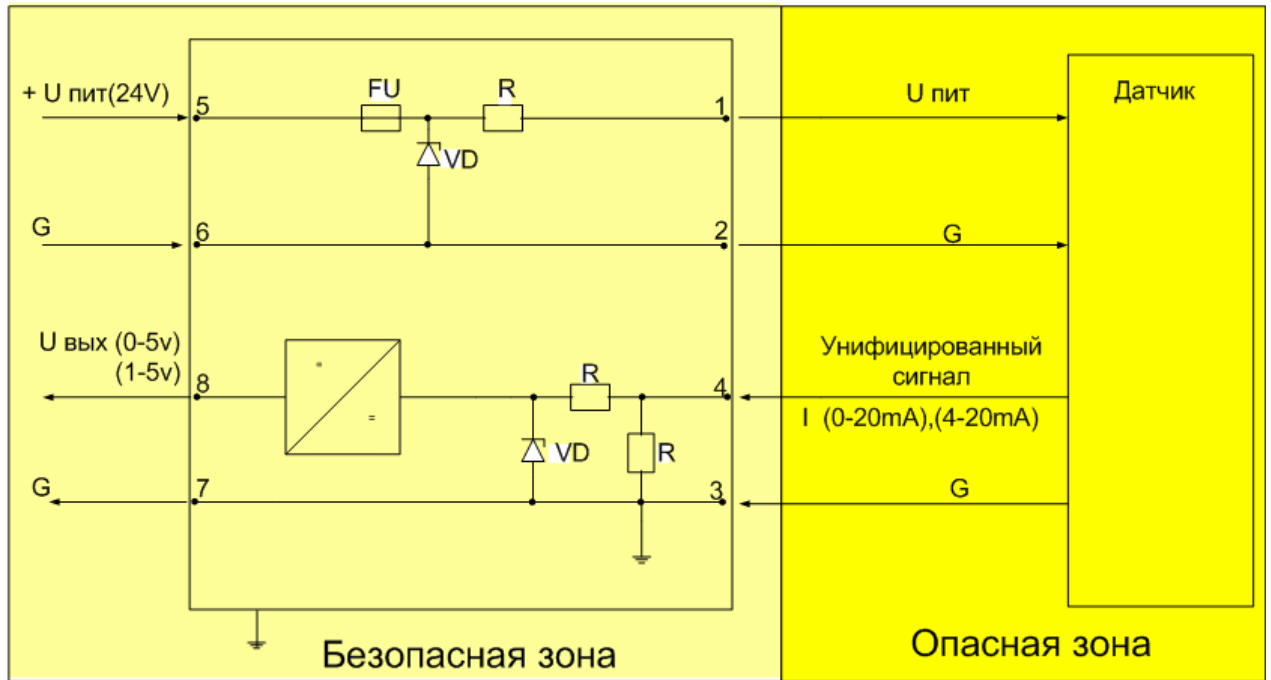 + U пит(24V)
5
FU
R
1
U пит
Датчик
VD
G
6
2
G
U вых (0-5v)
(1-5v)
8
=
=
R
4
Унифицированный
сигнал
I (0-20mA),(4-20mA)
VD
R
G
7
3
G
Безопасная зона
Опасная зона